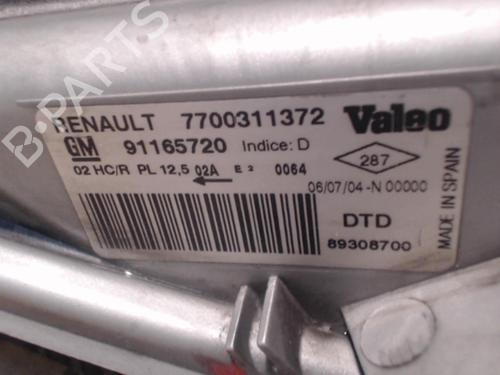 B-PARTS
RENAULT 7700311372 Valeo
GM 91165720 Indice: D
02 HC/R PL 12,5 02A E2 0064
287
06/07/04-N 00000
DTD
89308700
MADE IN SPAIN